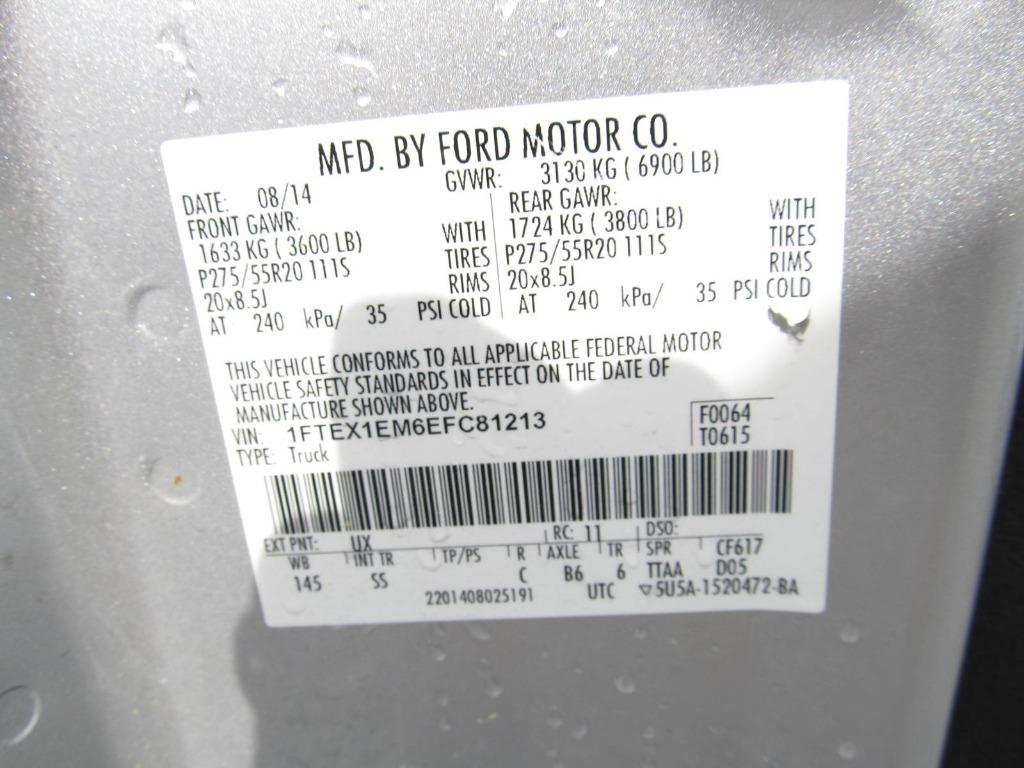 MFD. BY FORD MOTOR CO.
DATE: 08/14 GVWR: 3130 KG ( 6900 LB)
FRONT GAWR: REAR GAWR:
1633 KG ( 3600 LB) WITH 1724 KG ( 3800 LB) WITH
P275/55R20 111S TIRES P275/55R20 111S TIRES
20x8.5J RIMS 20x8.5J RIMS
AT 240 kPa/ 35 PSI COLD AT 240 kPa/ 35 PSI COLD
THIS VEHICLE CONFORMS TO ALL APPLICABLE FEDERAL MOTOR
VEHICLE SAFETY STANDARDS IN EFFECT ON THE DATE OF
MANUFACTURE SHOWN ABOVE.
VIN: 1FTEX1EM6EFC81213 F0064
TYPE: Truck T0615
EXT PNT: UX RC: 11 DSO:
WB INT TR TP/PS R AXLE TR SPR CF617
145 SS C B6 6 TTAA D05
2201408025191 UTC ▽5U5A-1520472-BA